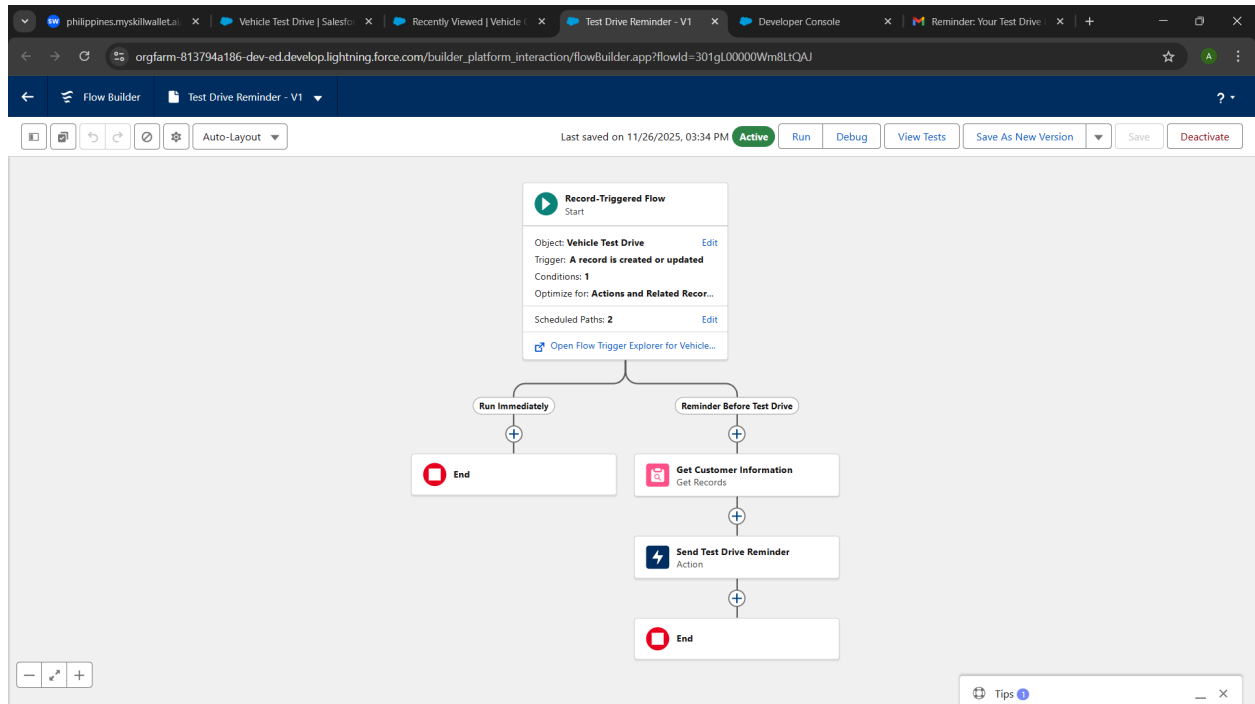 philippines.myskillwallet.ai
Vehicle Test Drive | Salesfo
Recently Viewed | Vehicle
Test Drive Reminder - V1
Developer Console
Reminder: Your Test Drive
orgfarm-813794a186-dev-ed.develop.lightning.force.com/builder_platform_interaction/flowBuilder.app?flowId=301gL00000Wm8LtQAJ
A
Flow Builder
Test Drive Reminder - V1
?
Auto-Layout
Last saved on 11/26/2025, 03:34 PM
Active
Run
Debug
View Tests
Save As New Version
Save
Deactivate
Record-Triggered Flow
Start
Object: Vehicle Test Drive Edit
Trigger: A record is created or updated
Conditions: 1
Optimize for: Actions and Related Recor...
Scheduled Paths: 2 Edit
Open Flow Trigger Explorer for Vehicle...
Run Immediately
Reminder Before Test Drive
End
Get Customer Information
Get Records
Send Test Drive Reminder
Action
End
Tips 1